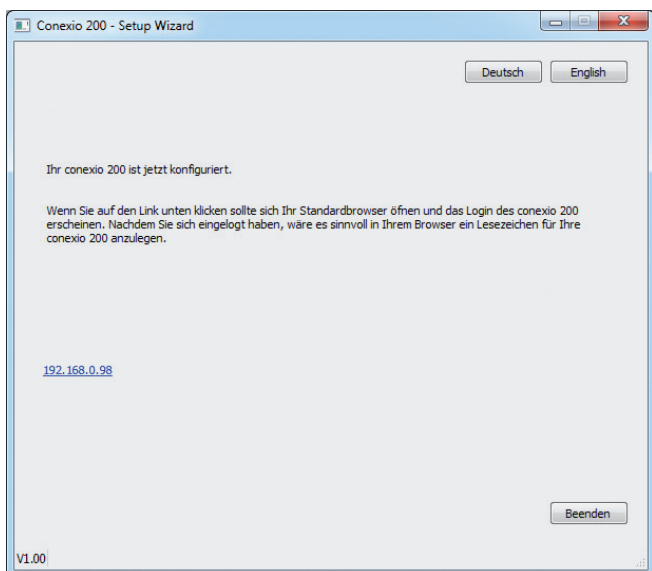 Conexio 200 - Setup Wizard
Deutsch English
Ihr conexio 200 ist jetzt konfiguriert.
Wenn Sie auf den Link unten klicken sollte sich Ihr Standardbrowser öfnen und das Login des conexio 200
erscheinen. Nachdem Sie sich eingelogt haben, wäre es sinnvoll in Ihrem Browser ein Lesezeichen für Ihre
conexio 200 anzulegen.
192.168.0.98
Beenden
V1.00